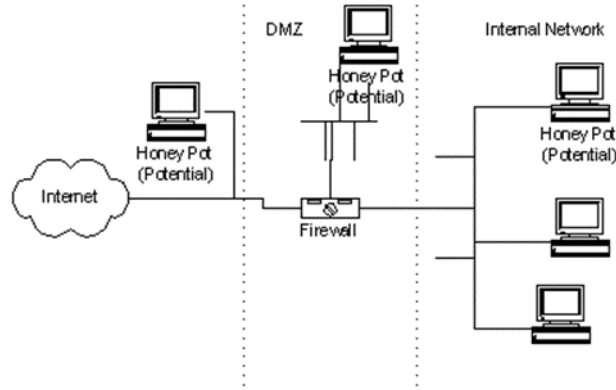 DMZ
Internal Network
Honey Pot
(Potential)
Honey Pot
(Potential)
Honey Pot
(Potential)
Internet
Firewall